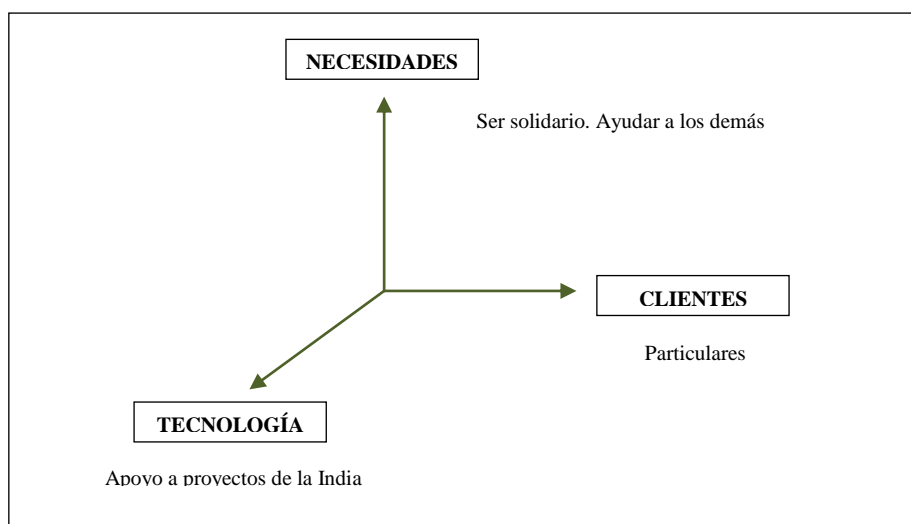 NECESIDADES
Ser solidario. Ayudar a los demás
CLIENTES
Particulares
TECNOLOGÍA
Apoyo a proyectos de la India